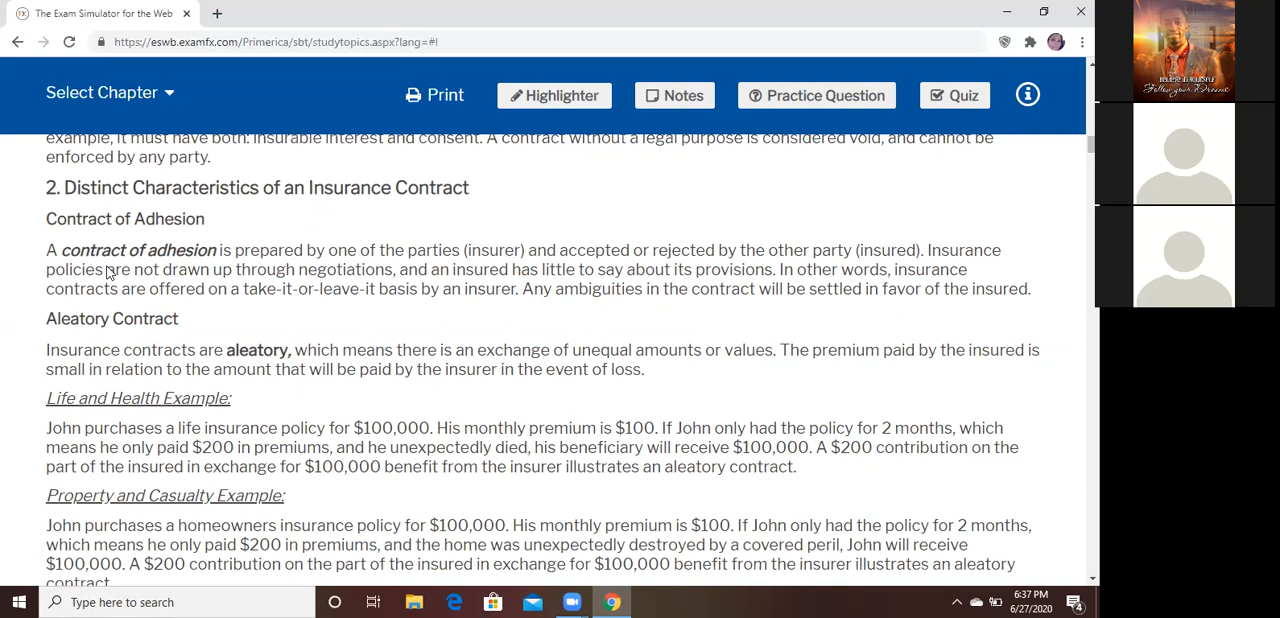 The Exam Simulator for the Web
https://eswb.examfx.com/Primerica/sbt/studytopics.aspx?lang=#!
Select Chapter
Print
Highlighter
Notes
Practice Question
Quiz
example, it must have both: insurable interest and consent. A contract without a legal purpose is considered void, and cannot be
enforced by any party.
2. Distinct Characteristics of an Insurance Contract
Contract of Adhesion
A contract of adhesion is prepared by one of the parties (insurer) and accepted or rejected by the other party (insured). Insurance
policies are not drawn up through negotiations, and an insured has little to say about its provisions. In other words, insurance
contracts are offered on a take-it-or-leave-it basis by an insurer. Any ambiguities in the contract will be settled in favor of the insured.
Aleatory Contract
Insurance contracts are aleatory, which means there is an exchange of unequal amounts or values. The premium paid by the insured is
small in relation to the amount that will be paid by the insurer in the event of loss.
Life and Health Example:
John purchases a life insurance policy for $100,000. His monthly premium is $100. If John only had the policy for 2 months, which
means he only paid $200 in premiums, and he unexpectedly died, his beneficiary will receive $100,000. A $200 contribution on the
part of the insured in exchange for $100,000 benefit from the insurer illustrates an aleatory contract.
Property and Casualty Example:
John purchases a homeowners insurance policy for $100,000. His monthly premium is $100. If John only had the policy for 2 months,
which means he only paid $200 in premiums, and the home was unexpectedly destroyed by a covered peril, John will receive
$100,000. A $200 contribution on the part of the insured in exchange for $100,000 benefit from the insurer illustrates an aleatory
contract.
Type here to search
6:37 PM
6/27/2020
4
Follow your Dreams